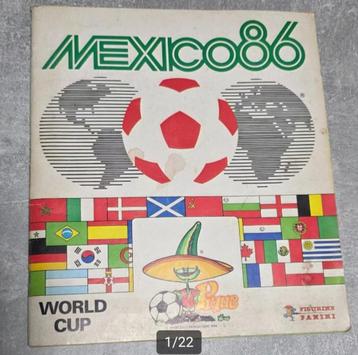 MEXICO86
®
Pique
WORLD
CUP
FIGURINE
PANINI
1/22